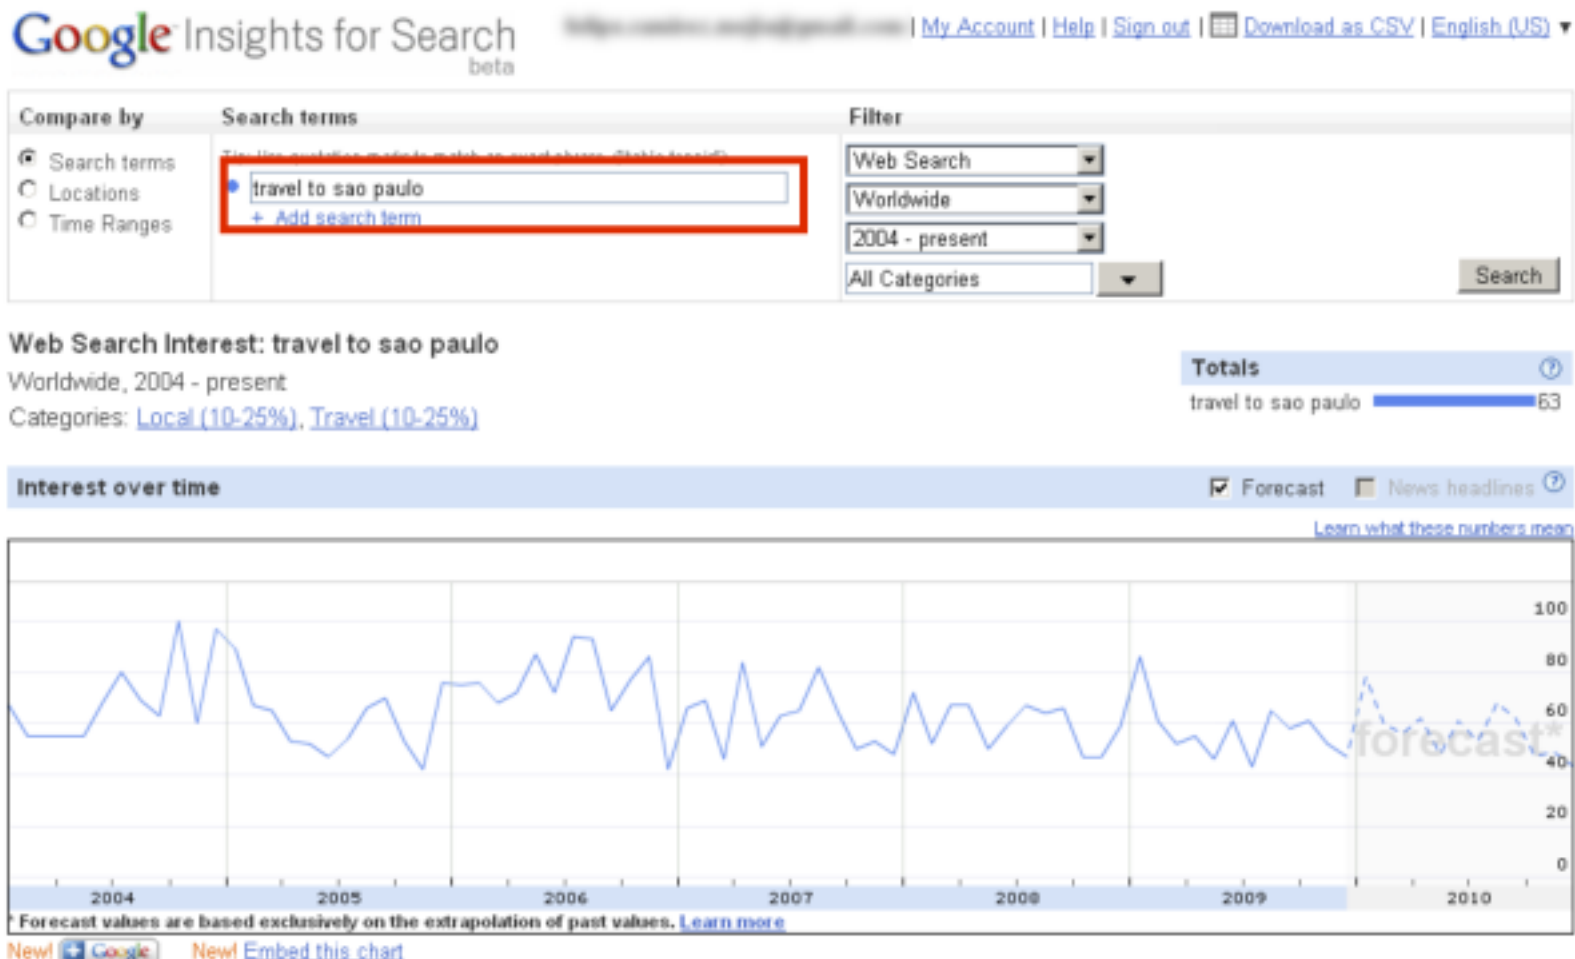 Google Insights for Search
beta
| My Account | Help | Sign out | Download as CSV | English (US) ▼
Compare by
Search terms
Locations
Time Ranges
Search terms
travel to sao paulo
+ Add search term
Filter
Web Search
Worldwide
2004 - present
All Categories
Search
Web Search Interest: travel to sao paulo
Worldwide, 2004 - present
Categories: Local (10-25%), Travel (10-25%)
Totals
travel to sao paulo 63
Interest over time
Forecast
News headlines
Learn what these numbers mean
100
80
60
forecast*
40
20
0
2004 2005 2006 2007 2008 2009 2010
* Forecast values are based exclusively on the extrapolation of past values. Learn more
New! + Google New! Embed this chart